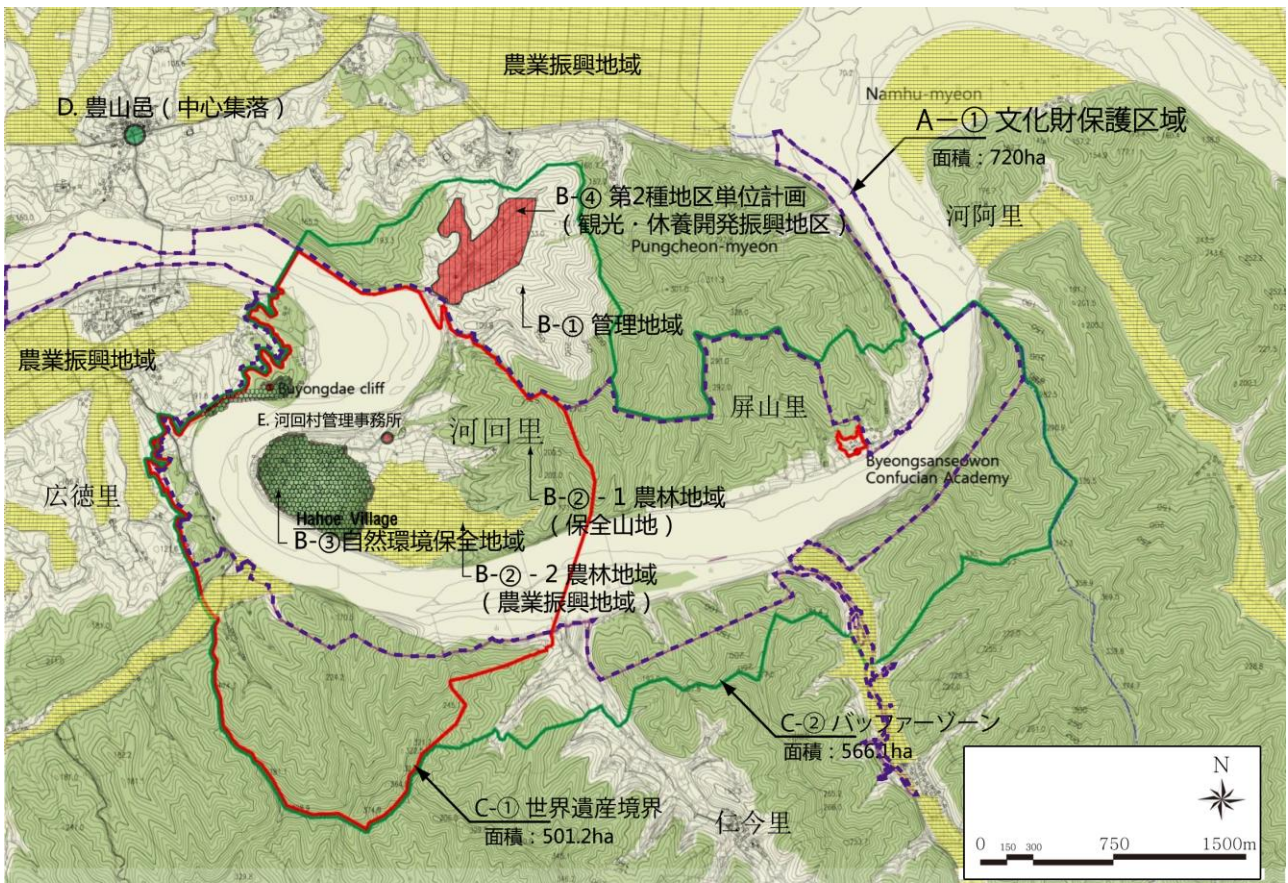 農業振興地域
D. 豊山邑（中心集落）
Namhu-myeon
A－① 文化財保護区域
面積：720ha
B-④ 第2種地区単位計画
（観光・休養開発振興地区）
Pungcheon-myeon
河阿里
B-① 管理地域
農業振興地域
Buyongdae cliff
E. 河回村管理事務所
河回里
屏山里
Byeongsanseowon
Confucian Academy
広徳里
B-② - 1 農林地域
（保全山地）
Hahoe Village
B-③自然環境保全地域
B-② - 2 農林地域
（農業振興地域）
C-② バッファーゾーン
面積：566.1ha
C-① 世界遺産境界
面積：501.2ha
仁今里
N
0 150 300 750 1500m